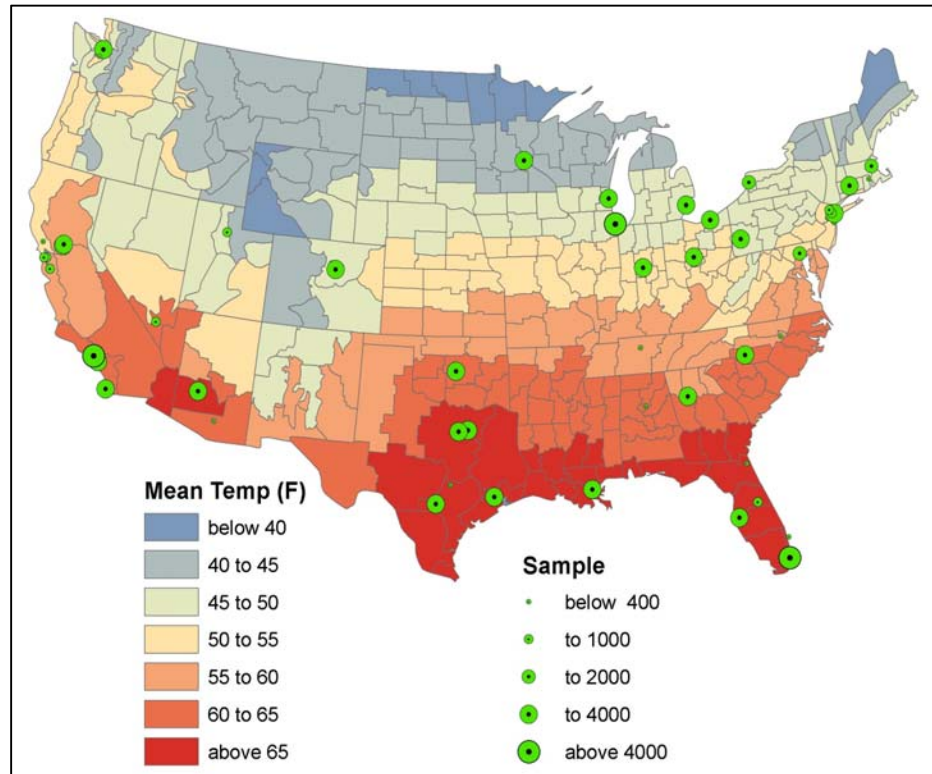 Mean Temp (F)
below 40
40 to 45
45 to 50
50 to 55
55 to 60
60 to 65
above 65
Sample
below 400
to 1000
to 2000
to 4000
above 4000